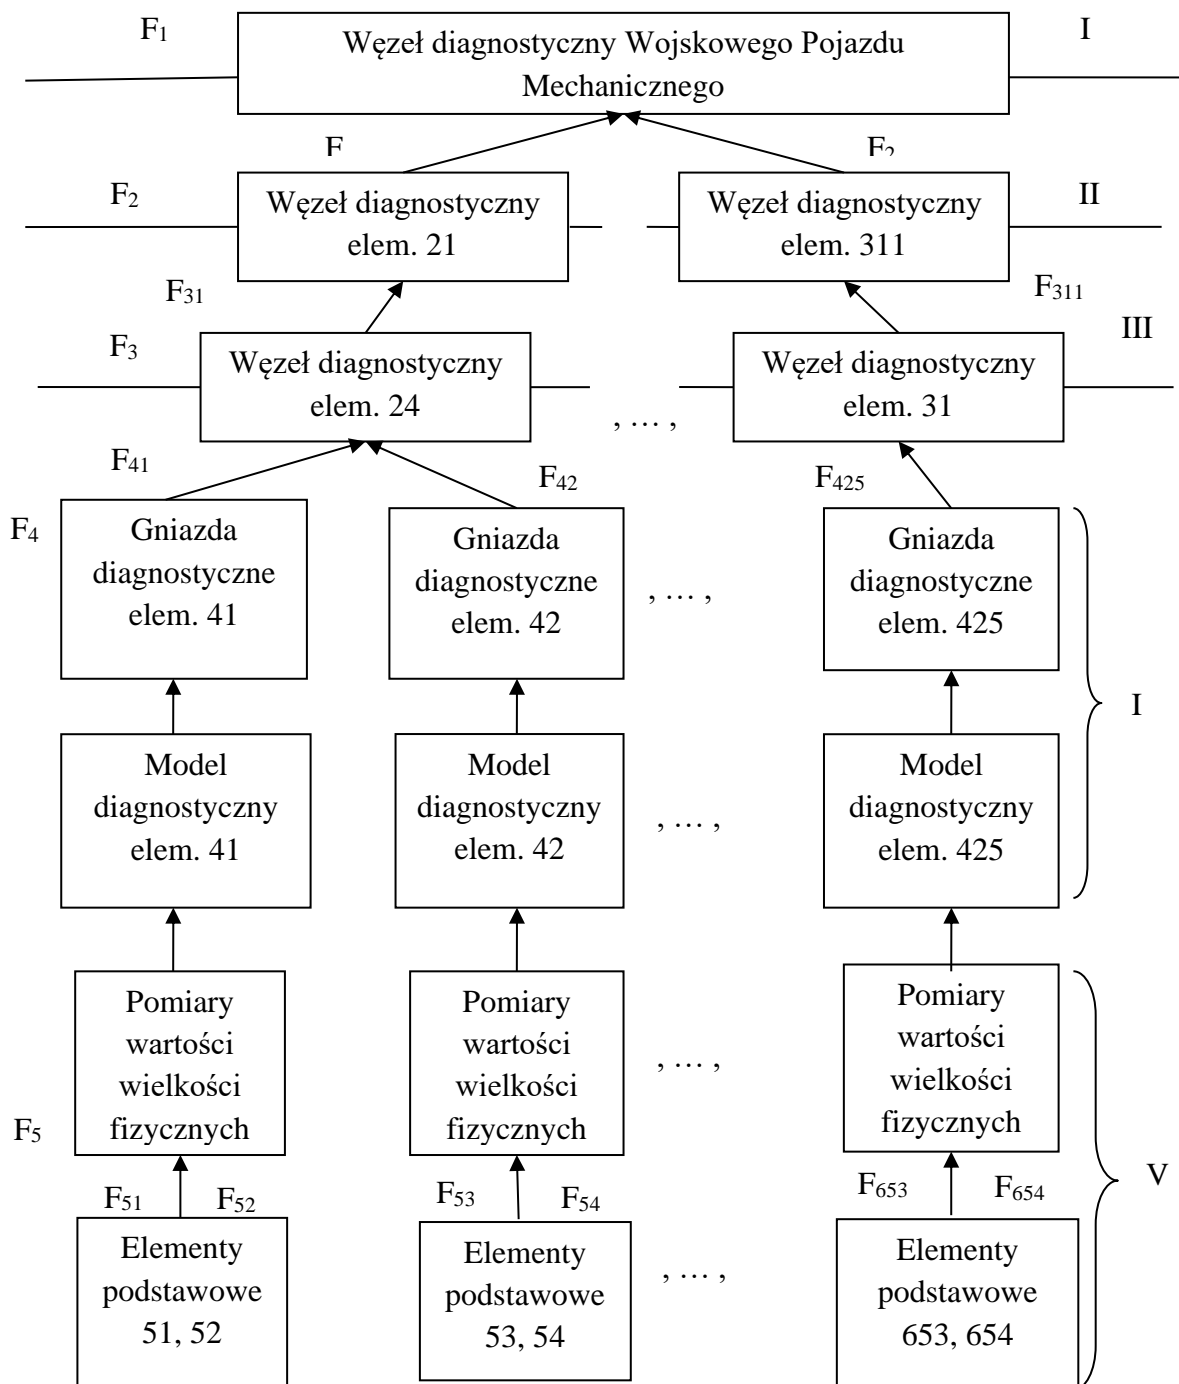 F1
Węzeł diagnostyczny Wojskowego Pojazdu
Mechanicznego
I
F
F2
F2
Węzeł diagnostyczny
elem. 21
Węzeł diagnostyczny
elem. 311
II
F31
F311
F3
Węzeł diagnostyczny
elem. 24
, … ,
Węzeł diagnostyczny
elem. 31
III
F41
F42
F425
F4
Gniazda
diagnostyczne
elem. 41
Gniazda
diagnostyczne
elem. 42
, … ,
Gniazda
diagnostyczne
elem. 425
I
Model
diagnostyczny
elem. 41
Model
diagnostyczny
elem. 42
, … ,
Model
diagnostyczny
elem. 425
F5
Pomiary
wartości
wielkości
fizycznych
Pomiary
wartości
wielkości
fizycznych
, … ,
Pomiary
wartości
wielkości
fizycznych
V
F51
F52
F53
F54
F653
F654
Elementy
podstawowe
51, 52
Elementy
podstawowe
53, 54
, … ,
Elementy
podstawowe
653, 654